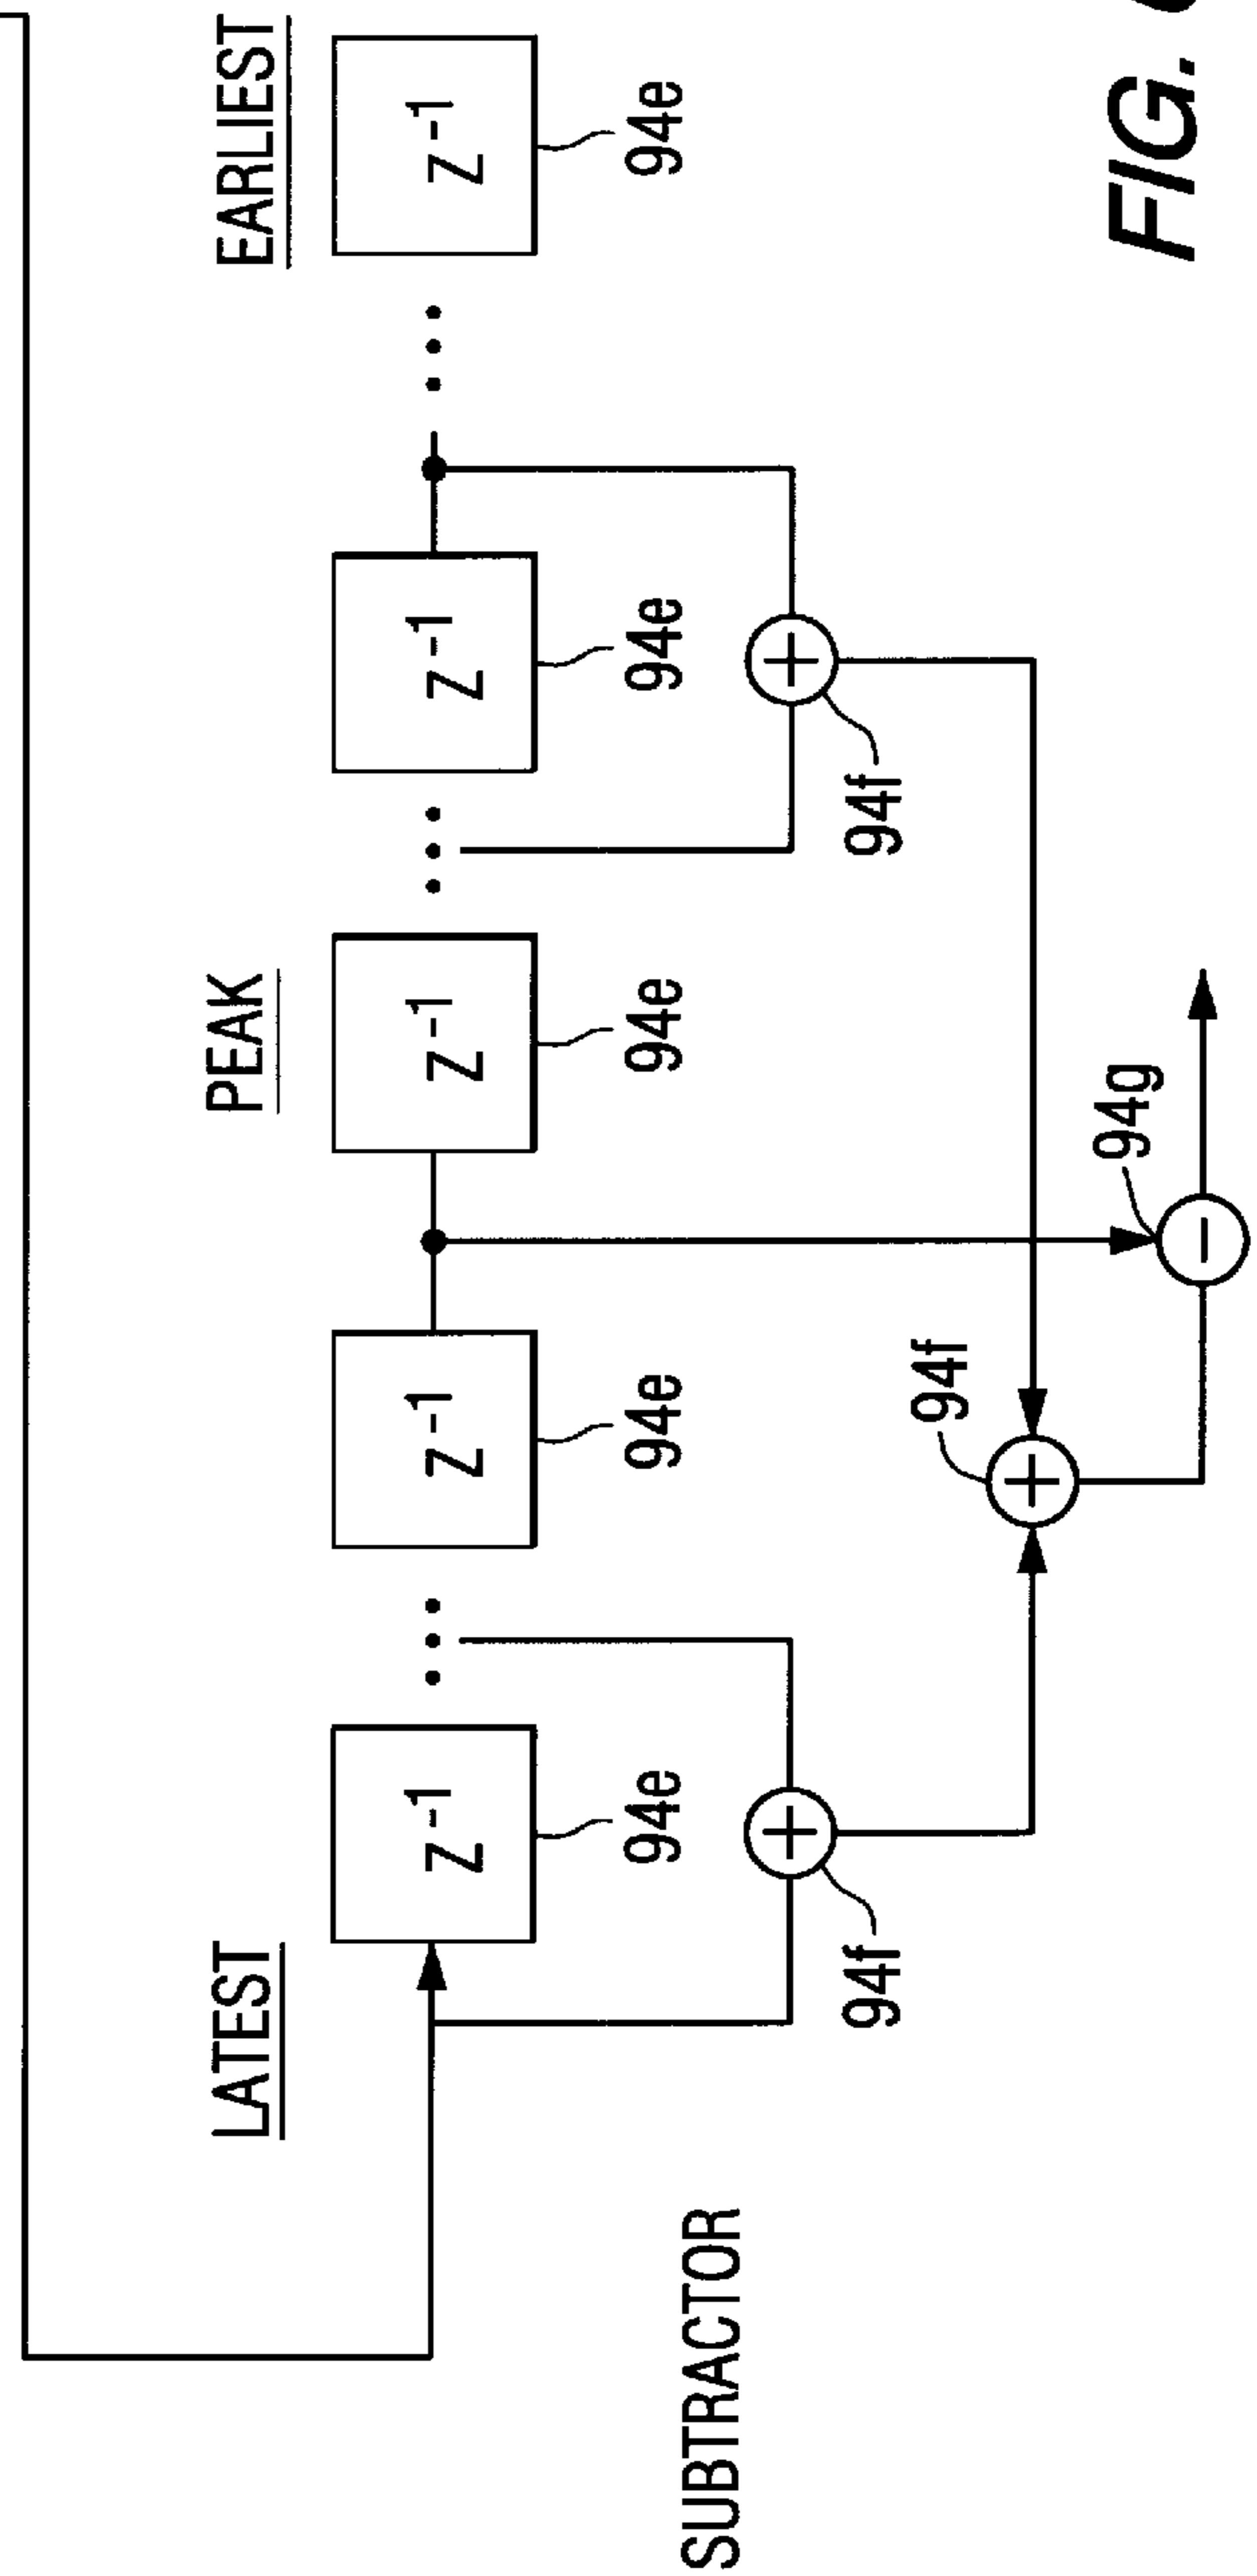 LATEST PEAK EARLIEST
Z⁻¹ Z⁻¹ Z⁻¹ Z⁻¹ Z⁻¹
94e 94e 94e 94e 94e
SUBTRACTOR
+ +
94f 94f
94f
+
94g
−
FIG.